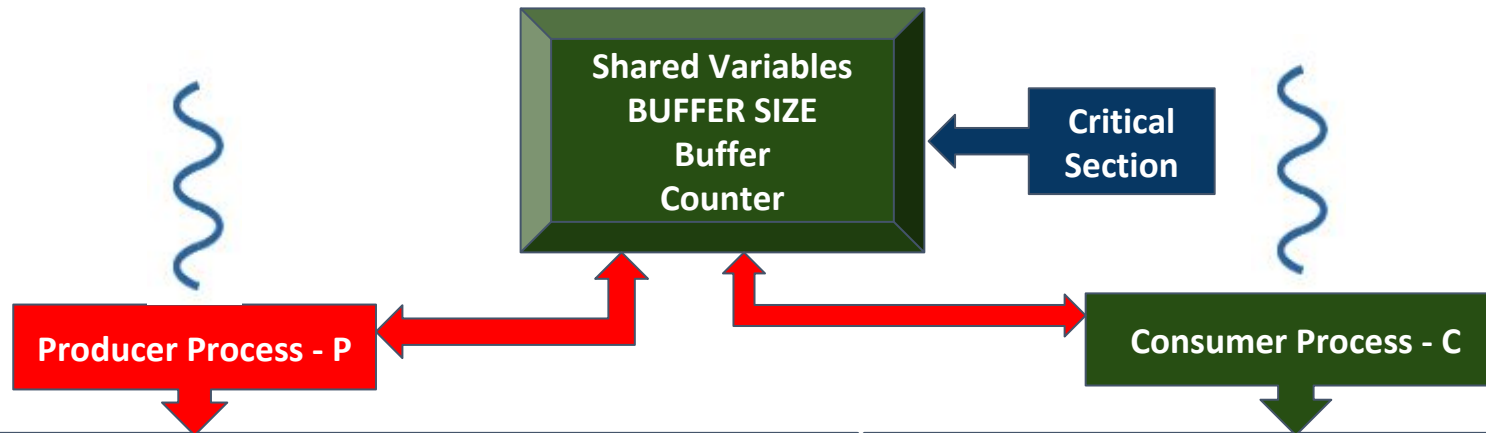 Shared Variables
BUFFER SIZE
Buffer
Counter
Critical
Section
Producer Process - P
Consumer Process - C